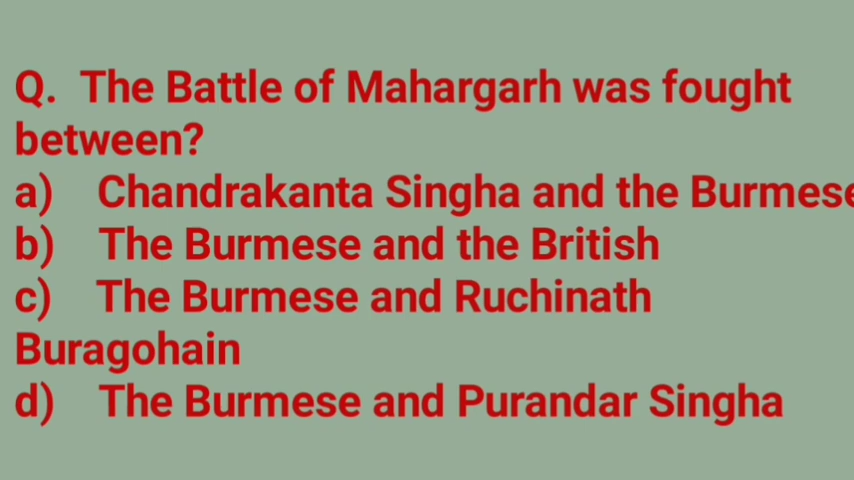 Q. The Battle of Mahargarh was fought
between?
a) Chandrakanta Singha and the Burmese
b) The Burmese and the British
c) The Burmese and Ruchinath
Buragohain
d) The Burmese and Purandar Singha